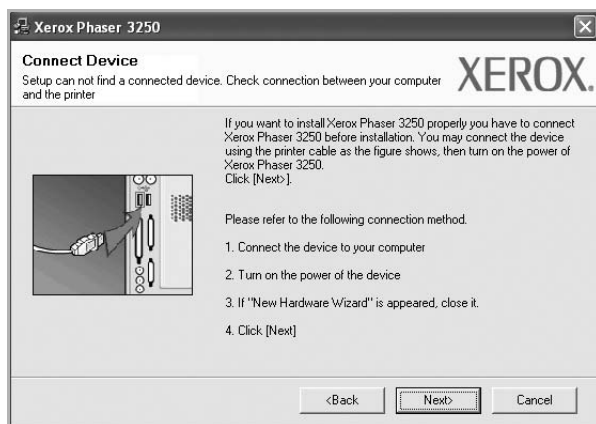 Xerox Phaser 3250
Connect Device
Setup can not find a connected device. Check connection between your computer
and the printer
XEROX.
If you want to install Xerox Phaser 3250 properly you have to connect
Xerox Phaser 3250 before installation. You may connect the device
using the printer cable as the figure shows, then turn on the power of
Xerox Phaser 3250.
Click [Next>].
Please refer to the following connection method.
1. Connect the device to your computer
2. Turn on the power of the device
3. If "New Hardware Wizard" is appeared, close it.
4. Click [Next]
<Back
Next>
Cancel